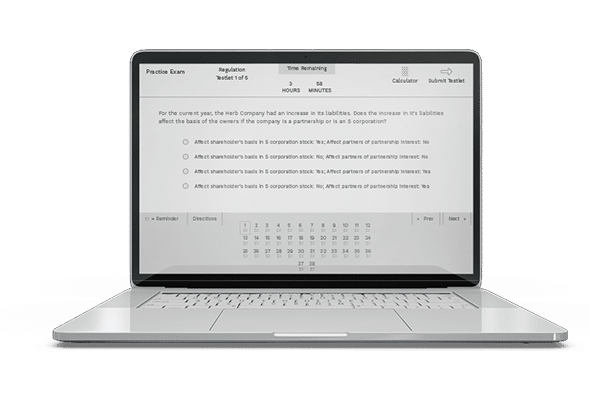 Practice Exam
Regulation
Testlet 1 of 5
Time Remaining
3 58
HOURS MINUTES
Calculator
Submit Testlet
For the current year, the Herb Company had an increase in its liabilities. Does the increase in it's liabilities
affect the basis of the owners if the company is a partnership or is an S corporation?
Affect shareholder's basis in S corporation stock: Yes; Affect partners of partnership interest: No
Affect shareholder's basis in S corporation stock: No; Affect partners of partnership interest: No
Affect shareholder's basis in S corporation stock: Yes; Affect partners of partnership interest: Yes
Affect shareholder's basis in S corporation stock: No; Affect partners of partnership interest: Yes
= Reminder Directions Prev Next
1 2 3 4 5 6 7 8 9 10 11 12
13 14 15 16 17 18 19 20 21 22 23 24
25 26 27 28 29 30 31 32 33 34 35 36
37 38